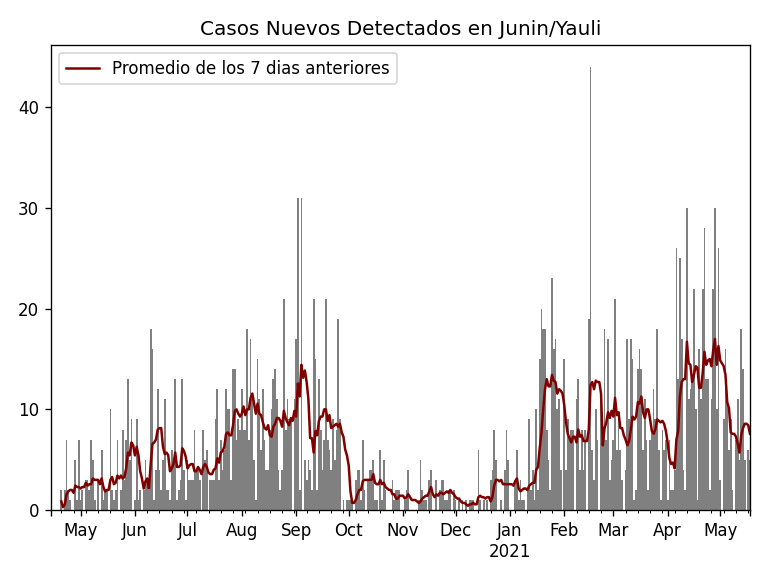 Casos Nuevos Detectados en Junin/Yauli
Promedio de los 7 dias anteriores
40
30
20
10
0
May Jun Jul Aug Sep Oct Nov Dec Jan Feb Mar Apr May
2021